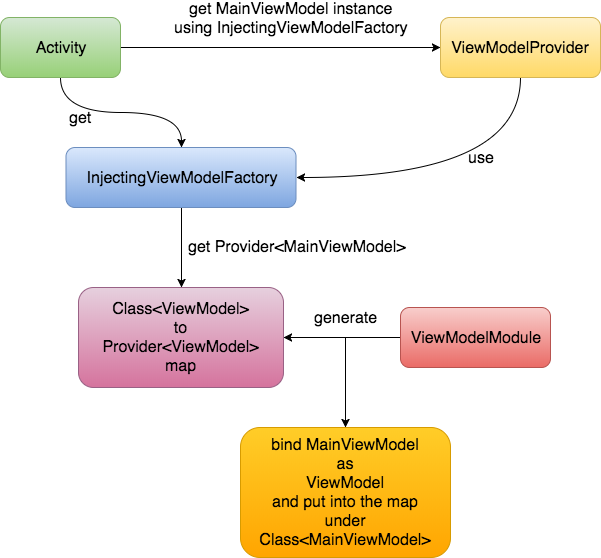 get MainViewModel instance
using InjectingViewModelFactory
Activity
ViewModelProvider
get
use
InjectingViewModelFactory
get Provider<MainViewModel>
Class<ViewModel>
to
Provider<ViewModel>
map
generate
ViewModelModule
bind MainViewModel
as
ViewModel
and put into the map
under
Class<MainViewModel>